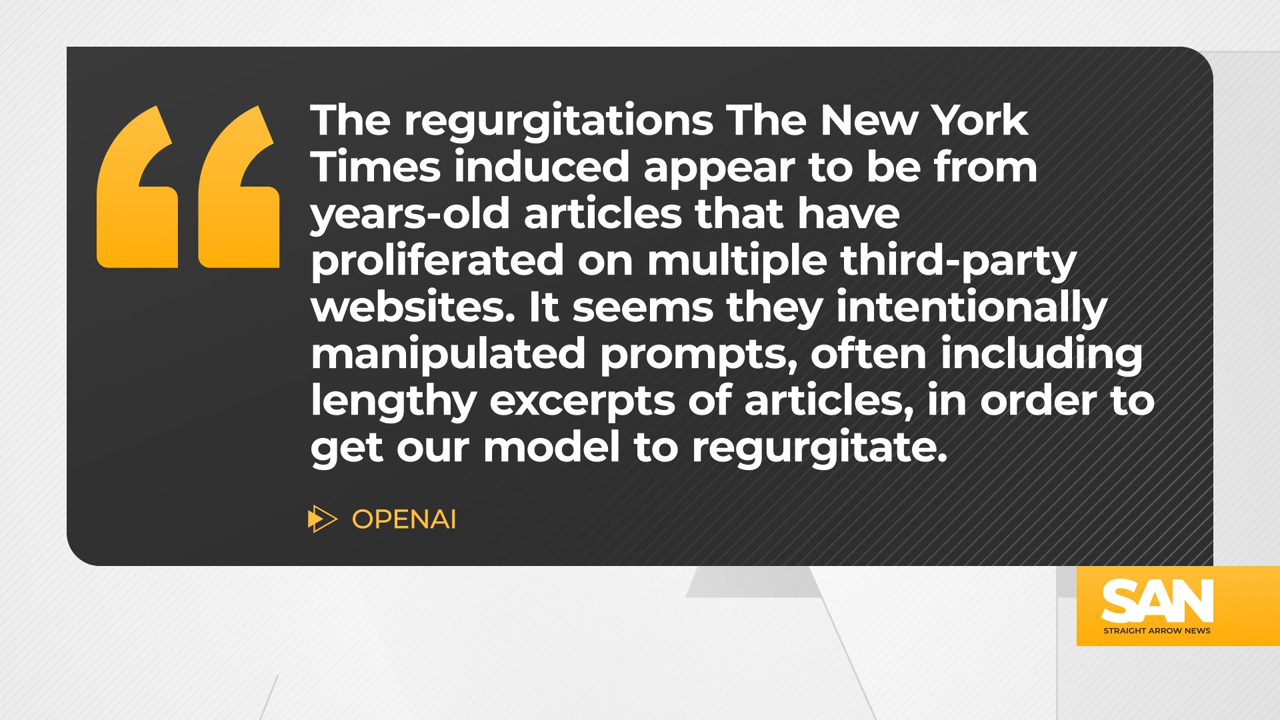 The regurgitations The New York
Times induced appear to be from
years-old articles that have
proliferated on multiple third-party
websites. It seems they intentionally
manipulated prompts, often including
lengthy excerpts of articles, in order to
get our model to regurgitate.
OPENAI
SAN
STRAIGHT ARROW NEWS